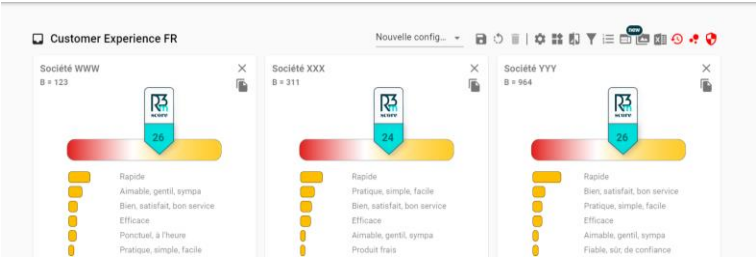 Customer Experience FR
Nouvelle config...
new
Société WWW
B = 123
R3m
SCORE
26
Rapide
Aimable, gentil, sympa
Bien, satisfait, bon service
Efficace
Ponctuel, à l'heure
Pratique, simple, facile
Société XXX
B = 311
R3m
SCORE
24
Rapide
Pratique, simple, facile
Bien, satisfait, bon service
Efficace
Aimable, gentil, sympa
Produit frais
Société YYY
B = 964
R3m
SCORE
26
Rapide
Bien, satisfait, bon service
Pratique, simple, facile
Efficace
Aimable, gentil, sympa
Fiable, sûr, de confiance